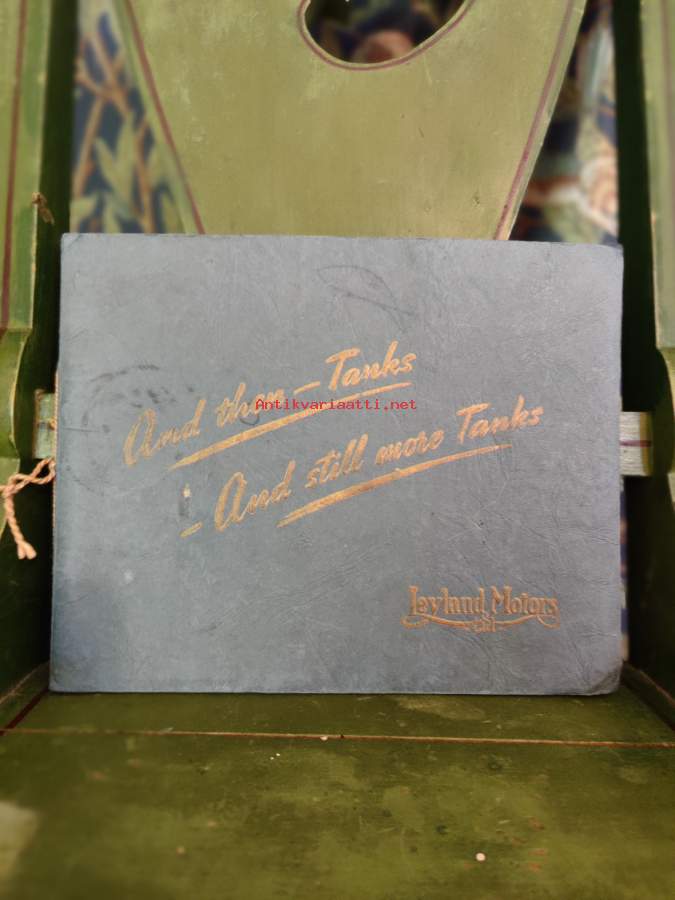 And then – Tanks
Antikvariaatti.net
– And still more Tanks
Leyland Motors
Ltd